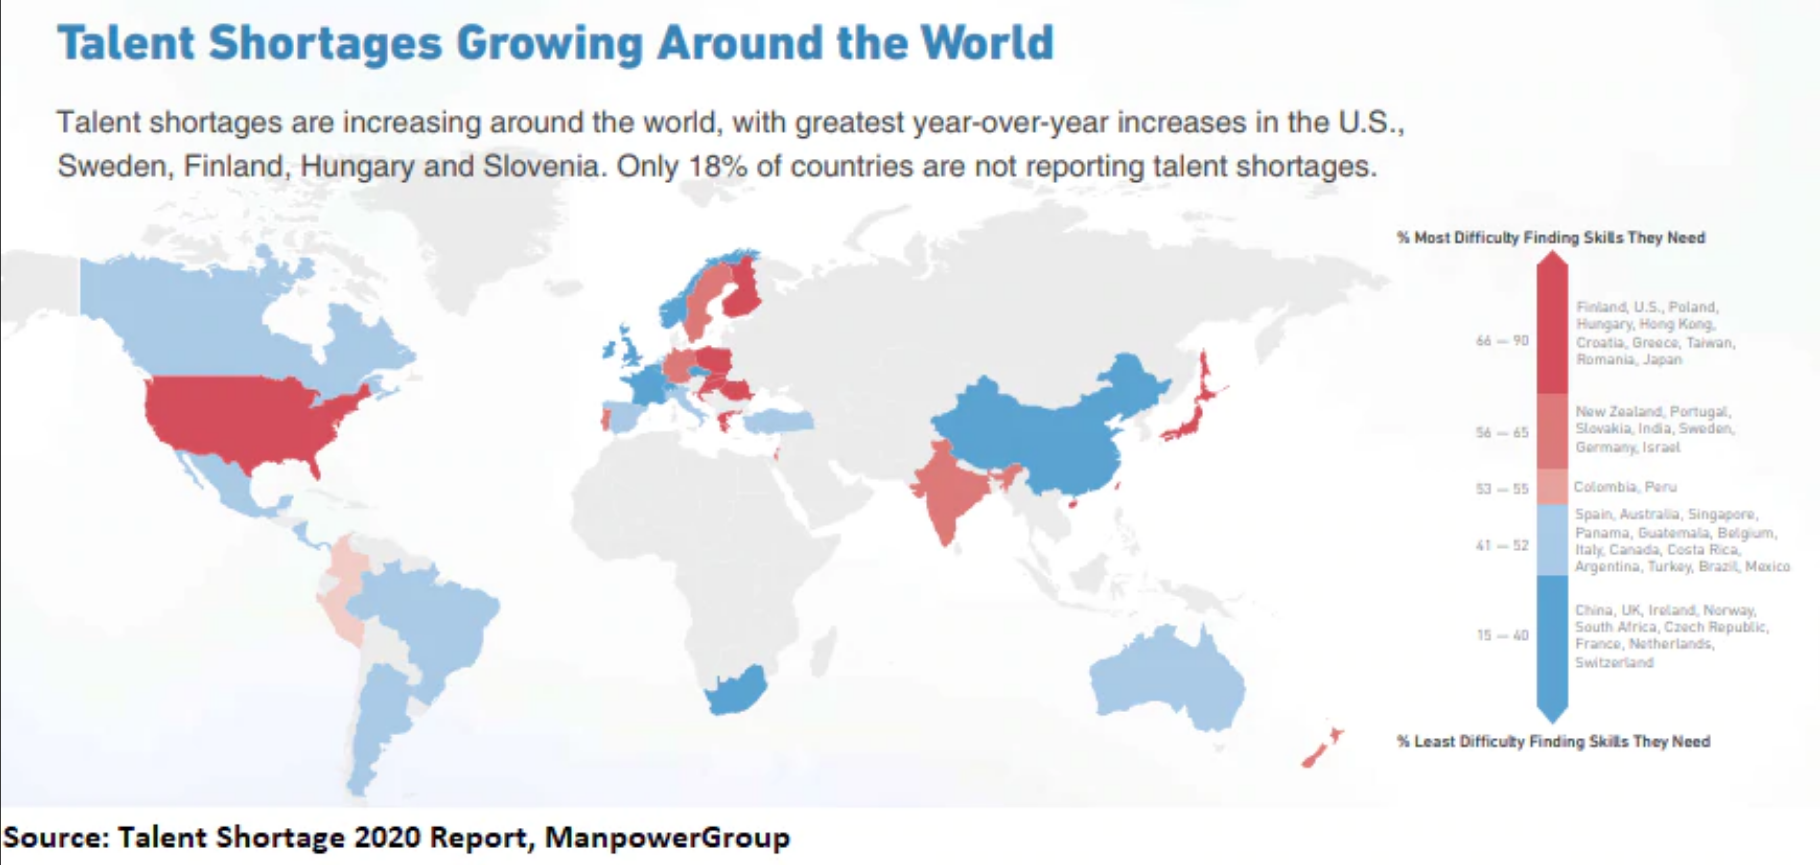 Talent Shortages Growing Around the World
Talent shortages are increasing around the world, with greatest year-over-year increases in the U.S.,
Sweden, Finland, Hungary and Slovenia. Only 18% of countries are not reporting talent shortages.
% Most Difficulty Finding Skills They Need
66 — 90
Finland, U.S., Poland,
Hungary, Hong Kong,
Croatia, Greece, Taiwan,
Romania, Japan
56 — 65
New Zealand, Portugal,
Slovakia, India, Sweden,
Germany, Israel
53 — 55
Colombia, Peru
41 — 52
Spain, Australia, Singapore,
Panama, Guatemala, Belgium,
Italy, Canada, Costa Rica,
Argentina, Turkey, Brazil, Mexico
15 — 40
China, UK, Ireland, Norway,
South Africa, Czech Republic,
France, Netherlands,
Switzerland
% Least Difficulty Finding Skills They Need
Source: Talent Shortage 2020 Report, ManpowerGroup